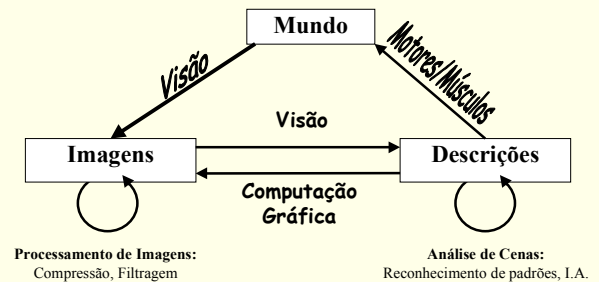 Mundo
Visão
Motores/Músculos
Visão
Imagens
Descrições
Computação
Gráfica
Processamento de Imagens:
Compressão, Filtragem
Análise de Cenas:
Reconhecimento de padrões, I.A.